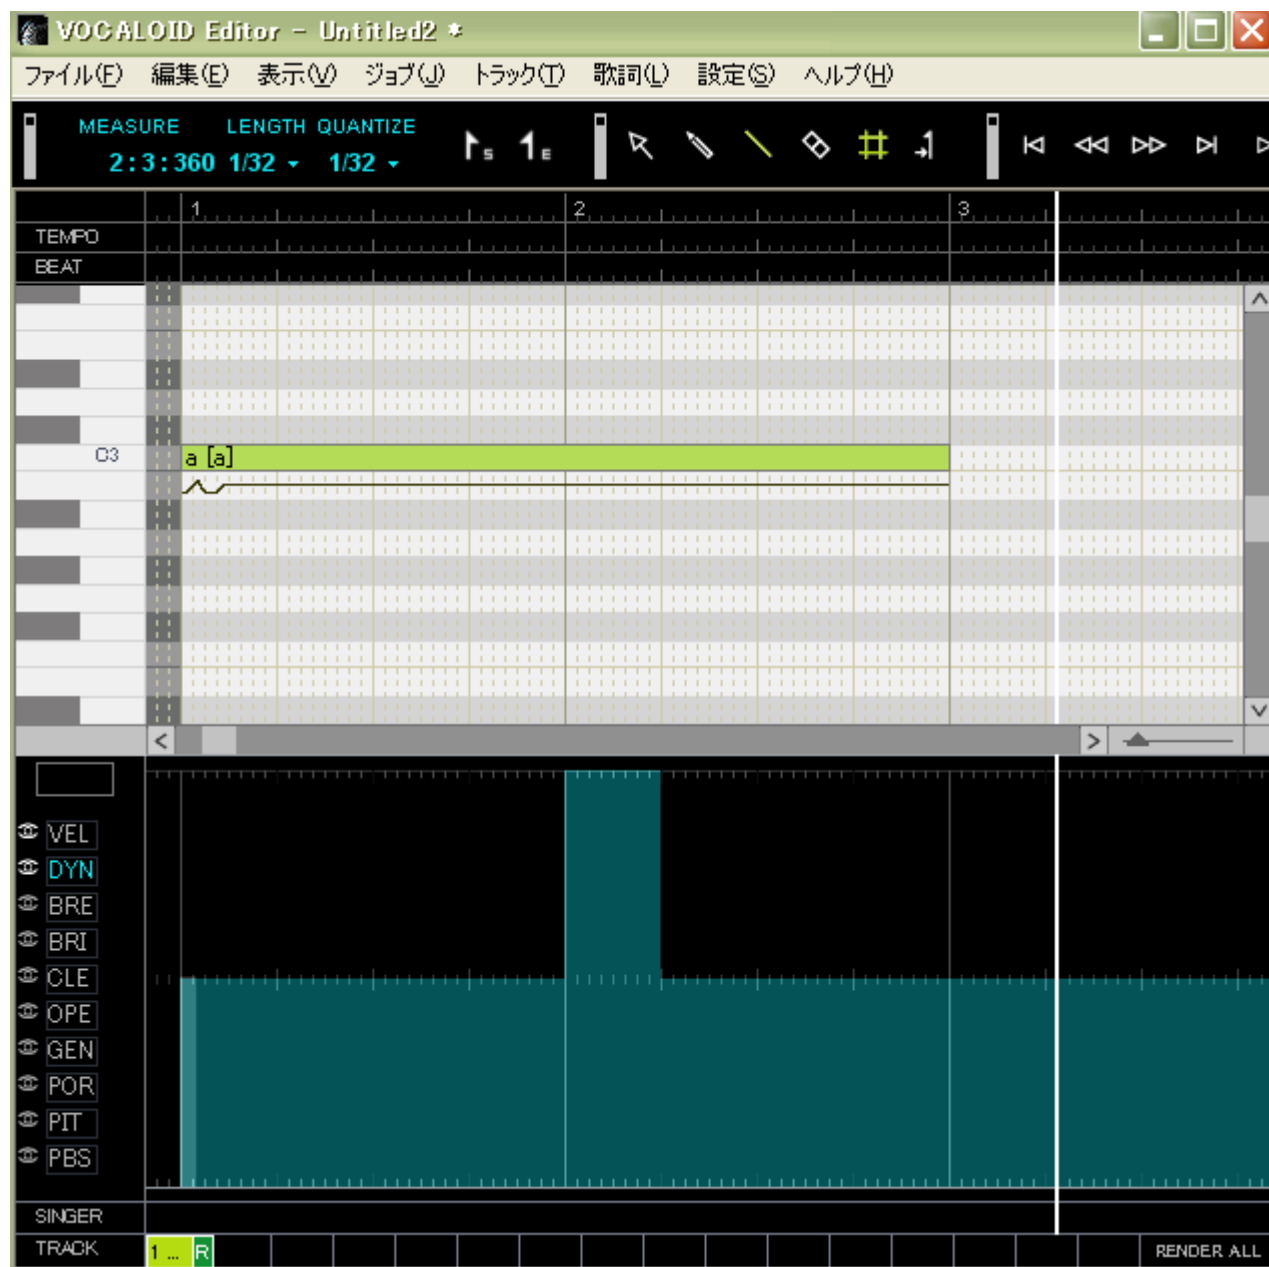 VOCALOID Editor - Untitled2 *
ファイル(F) 編集(E) 表示(V) ジョブ(J) トラック(T) 歌詞(L) 設定(S) ヘルプ(H)
MEASURE LENGTH QUANTIZE
2:3:360 1/32 1/32
S E
1 2 3
TEMPO
BEAT
C3
a [a]
VEL
DYN
BRE
BRI
CLE
OPE
GEN
POR
PIT
PBS
SINGER
TRACK 1 ... R RENDER ALL